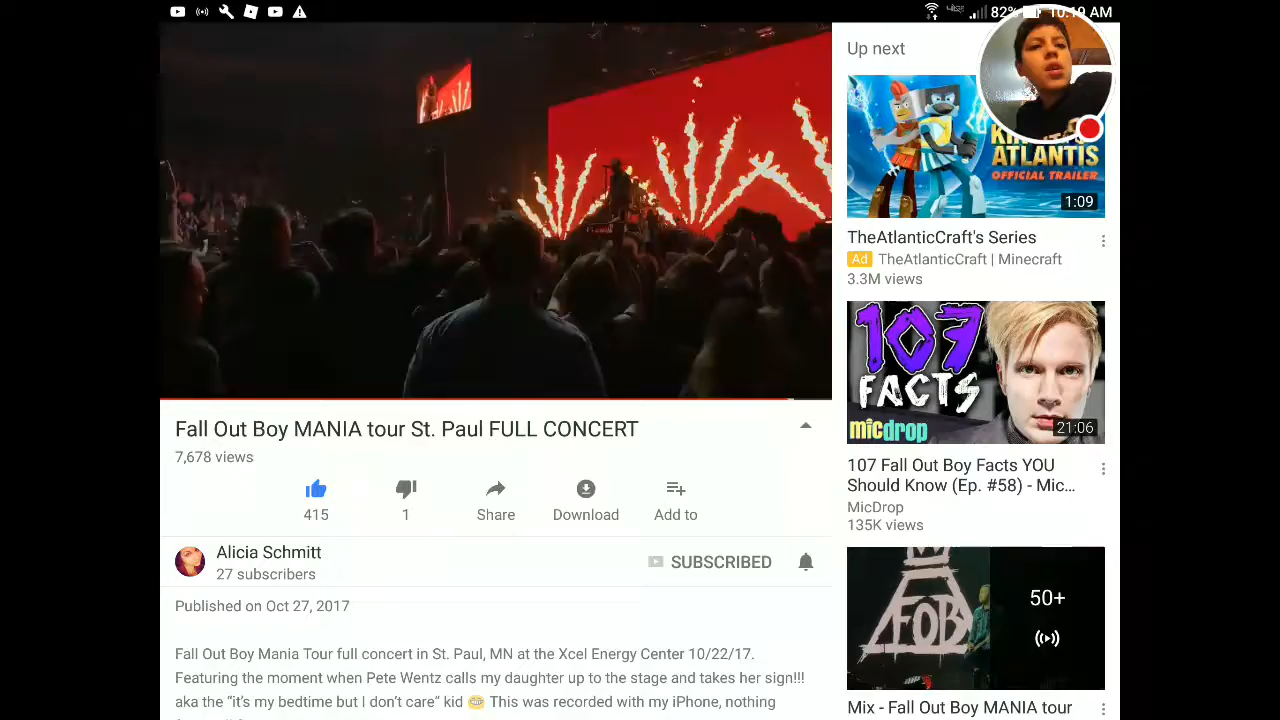 82% 10:19 AM
Up next
ATLANTIS
OFFICIAL TRAILER
1:09
TheAtlanticCraft's Series
Ad TheAtlanticCraft | Minecraft
3.3M views
107
FACTS
micdrop
21:06
107 Fall Out Boy Facts YOU
Should Know (Ep. #58) - Mic...
MicDrop
135K views
FOB
50+
Mix - Fall Out Boy MANIA tour
Fall Out Boy MANIA tour St. Paul FULL CONCERT
7,678 views
415
1
Share
Download
Add to
Alicia Schmitt
27 subscribers
SUBSCRIBED
Published on Oct 27, 2017
Fall Out Boy Mania Tour full concert in St. Paul, MN at the Xcel Energy Center 10/22/17.
Featuring the moment when Pete Wentz calls my daughter up to the stage and takes her sign!!!
aka the “it’s my bedtime but I don’t care” kid 😁 This was recorded with my iPhone, nothing